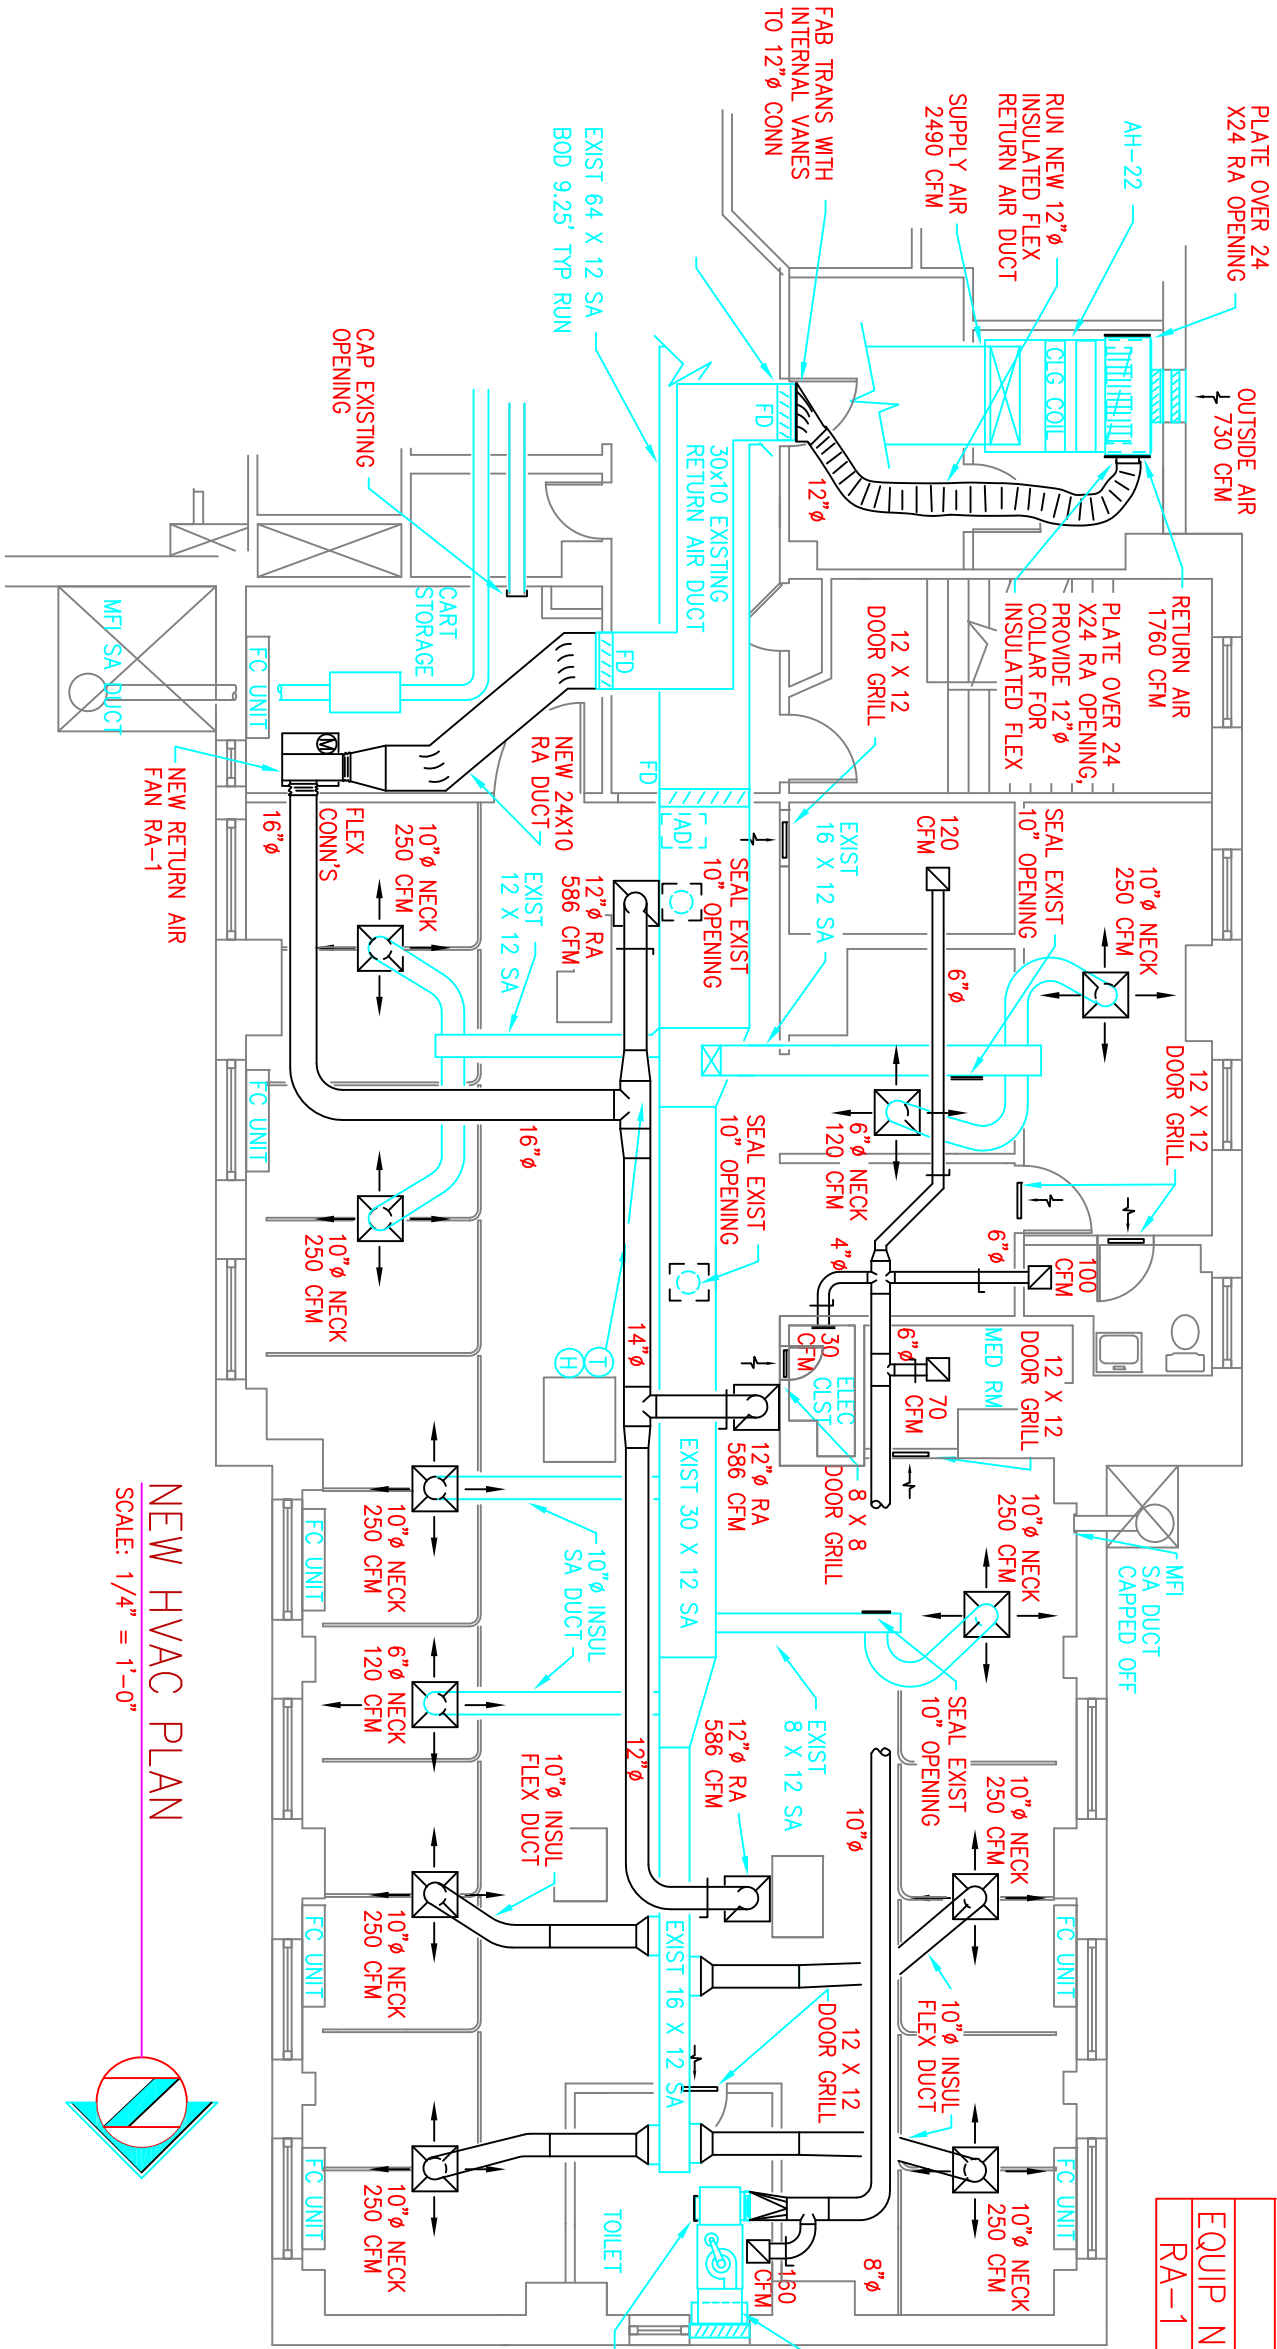 PLATE OVER 24
X24 RA OPENING
AH-22
RUN NEW 12"ø
INSULATED FLEX
RETURN AIR DUCT
SUPPLY AIR
2490 CFM
FAB TRANS WITH
INTERNAL VANES
TO 12"ø CONN
EXIST 64 X 12 SA
BOD 9.25' TYP RUN
CAP EXISTING
OPENING
OUTSIDE AIR
730 CFM
CLG COIL
FD
12"ø
30x10 EXISTING
RETURN AIR DUCT
RETURN AIR
1760 CFM
PLATE OVER 24
X24 RA OPENING,
PROVIDE 12"ø
COLLAR FOR
INSULATED FLEX
12 X 12
DOOR GRILL
FD
CART
STORAGE
MFI SA DUCT
FC UNIT
NEW 24X10
RA DUCT
FD
M
NEW RETURN AIR
FAN RA-1
FLEX
CONN'S
16"ø
AD
SEAL EXIST
10" OPENING
EXIST
16 X 12 SA
120
CFM
SEAL EXIST
10" OPENING
10"ø NECK
250 CFM
10"ø NECK
250 CFM
EXIST
12 X 12 SA
12"ø RA
586 CFM
6"ø
12 X 12
DOOR GRILL
FC UNIT
16"ø
SEAL EXIST
10" OPENING
6"ø NECK
120 CFM
4"ø
6"ø
100
CFM
10"ø NECK
250 CFM
T
H
14"ø
30
CFM
ELEC
CLST
6"ø
70
CFM
MED RM
12 X 12
DOOR GRILL
12"ø RA
586 CFM
EXIST 30 X 12 SA
8 X 8
DOOR GRILL
10"ø NECK
250 CFM
MFI
SA DUCT
CAPPED OFF
FC UNIT
10"ø NECK
250 CFM
10"ø INSUL
SA DUCT
6"ø NECK
120 CFM
12"ø
12"ø RA
586 CFM
EXIST
8 X 12 SA
SEAL EXIST
10" OPENING
10"ø
10"ø NECK
250 CFM
10"ø INSUL
FLEX DUCT
FC UNIT
10"ø NECK
250 CFM
EXIST 16 X 12 SA
12 X 12
DOOR GRILL
10"ø INSUL
FLEX DUCT
FC UNIT
FC UNIT
10"ø NECK
250 CFM
TOILET
160
CFM
8"ø
10"ø NECK
250 CFM
FC UNIT
NEW HVAC PLAN
SCALE: 1/4" = 1'-0"
EQUIP N
RA-1